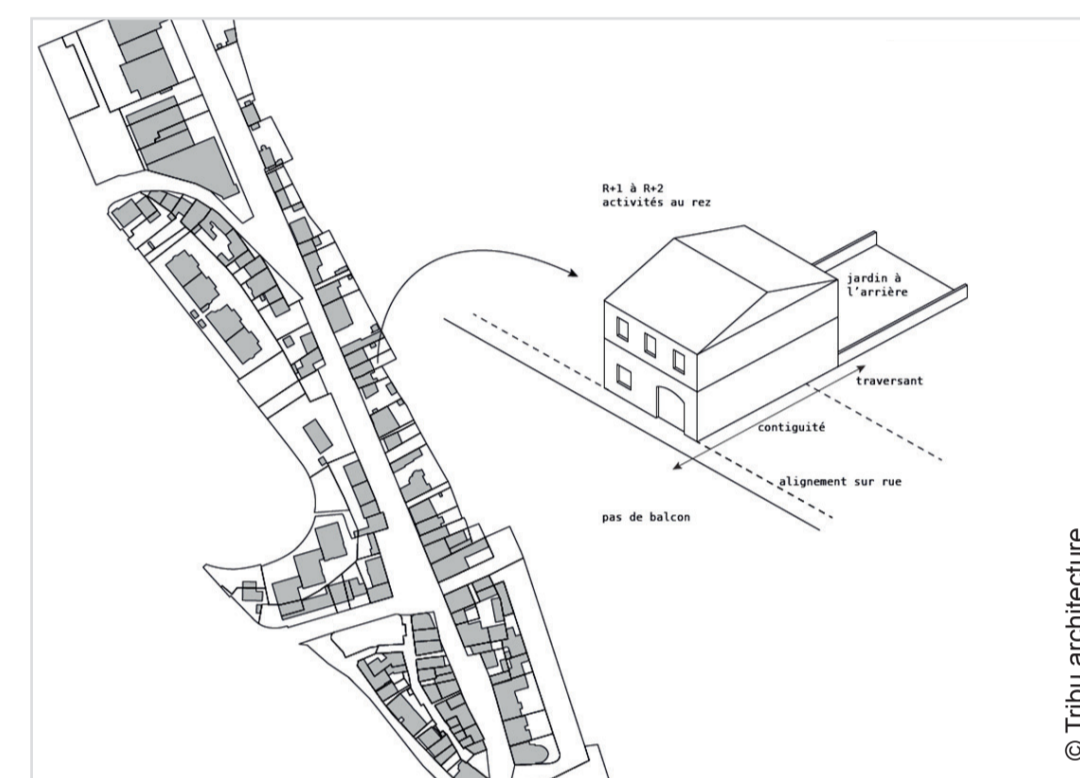 R+1 à R+2
activités au rez
jardin à
l'arrière
traversant
contiguité
alignement sur rue
pas de balcon
© Tribu architecture